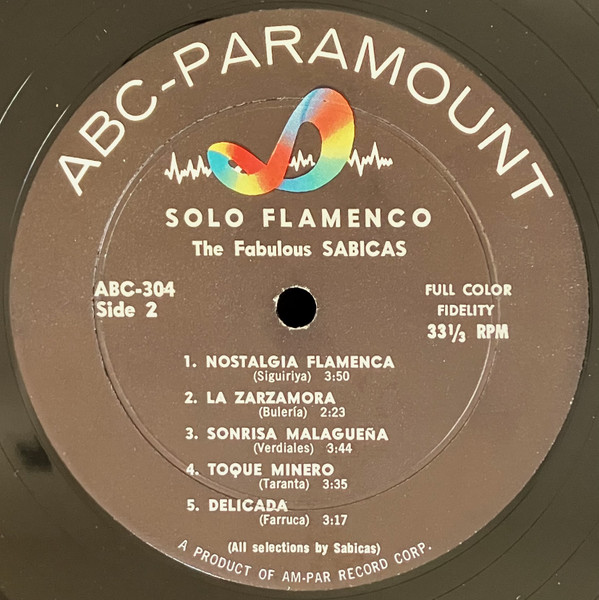 ABC-PARAMOUNT
SOLO FLAMENCO
The Fabulous SABICAS
ABC-304
Side 2
FULL COLOR
FIDELITY
33 1/3 RPM
1. NOSTALGIA FLAMENCA
(Siguiriya) 3:50
2. LA ZARZAMORA
(Bulería) 2:23
3. SONRISA MALAGUEÑA
(Verdiales) 3:44
4. TOQUE MINERO
(Taranta) 3:35
5. DELICADA
(Farruca) 3:17
(All selections by Sabicas)
A PRODUCT OF AM-PAR RECORD CORP.